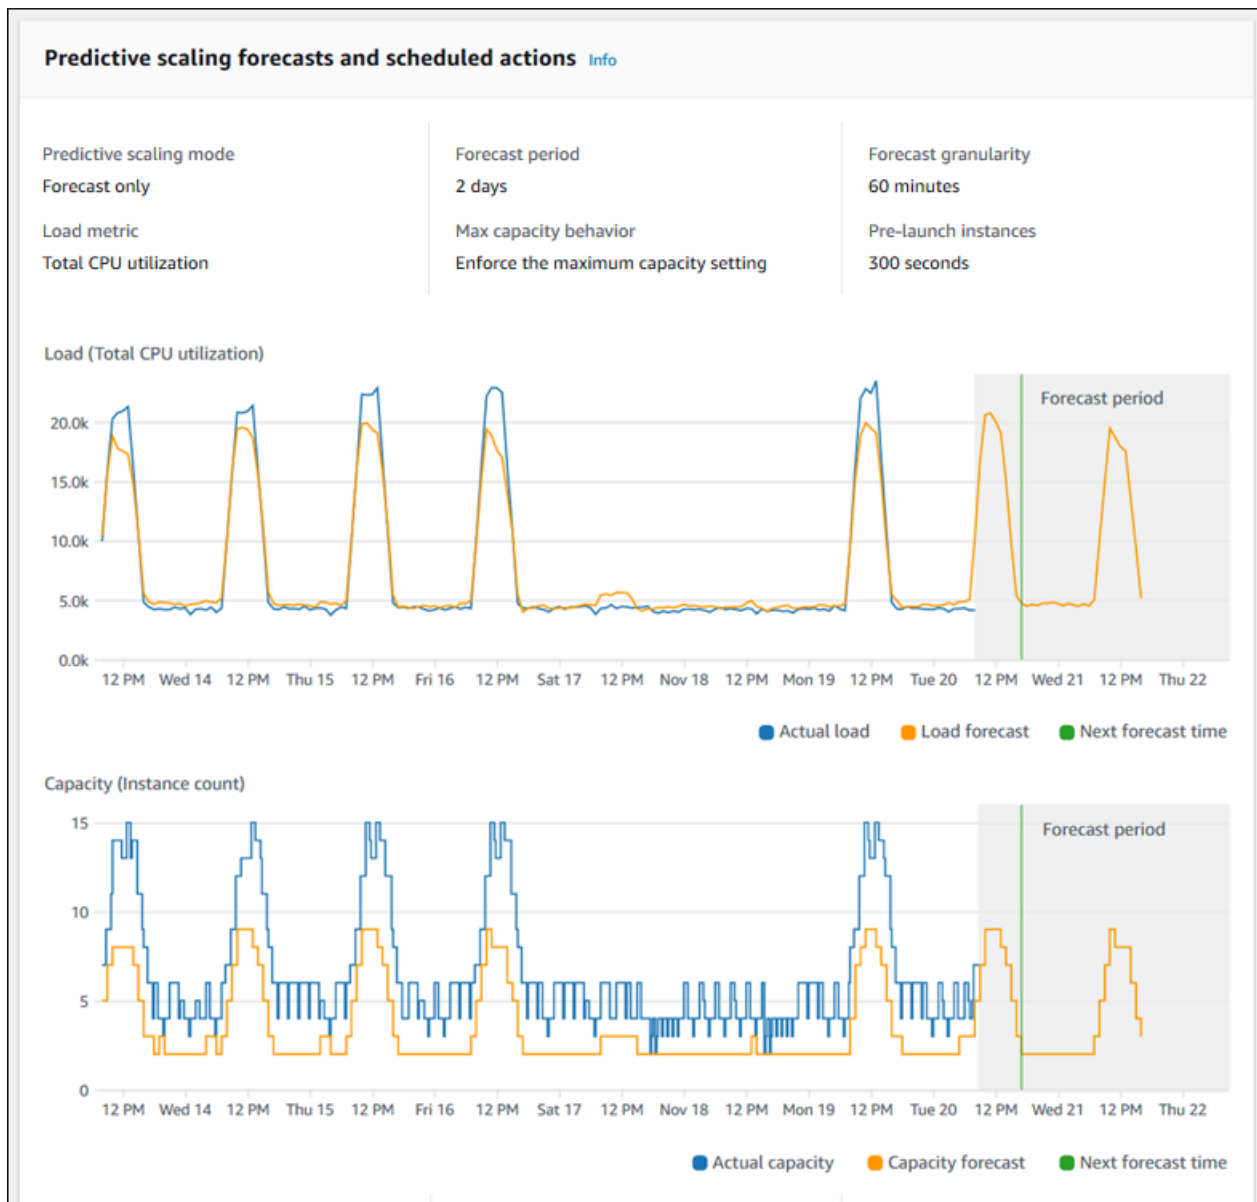 Predictive scaling forecasts and scheduled actions Info
Predictive scaling mode
Forecast only
Forecast period
2 days
Forecast granularity
60 minutes
Load metric
Total CPU utilization
Max capacity behavior
Enforce the maximum capacity setting
Pre-launch instances
300 seconds
Load (Total CPU utilization)
Forecast period
20.0k
15.0k
10.0k
5.0k
0.0k
12 PM Wed 14 12 PM Thu 15 12 PM Fri 16 12 PM Sat 17 12 PM Nov 18 12 PM Mon 19 12 PM Tue 20 12 PM Wed 21 12 PM Thu 22
Actual load Load forecast Next forecast time
Capacity (Instance count)
15
Forecast period
10
5
0
12 PM Wed 14 12 PM Thu 15 12 PM Fri 16 12 PM Sat 17 12 PM Nov 18 12 PM Mon 19 12 PM Tue 20 12 PM Wed 21 12 PM Thu 22
Actual capacity Capacity forecast Next forecast time